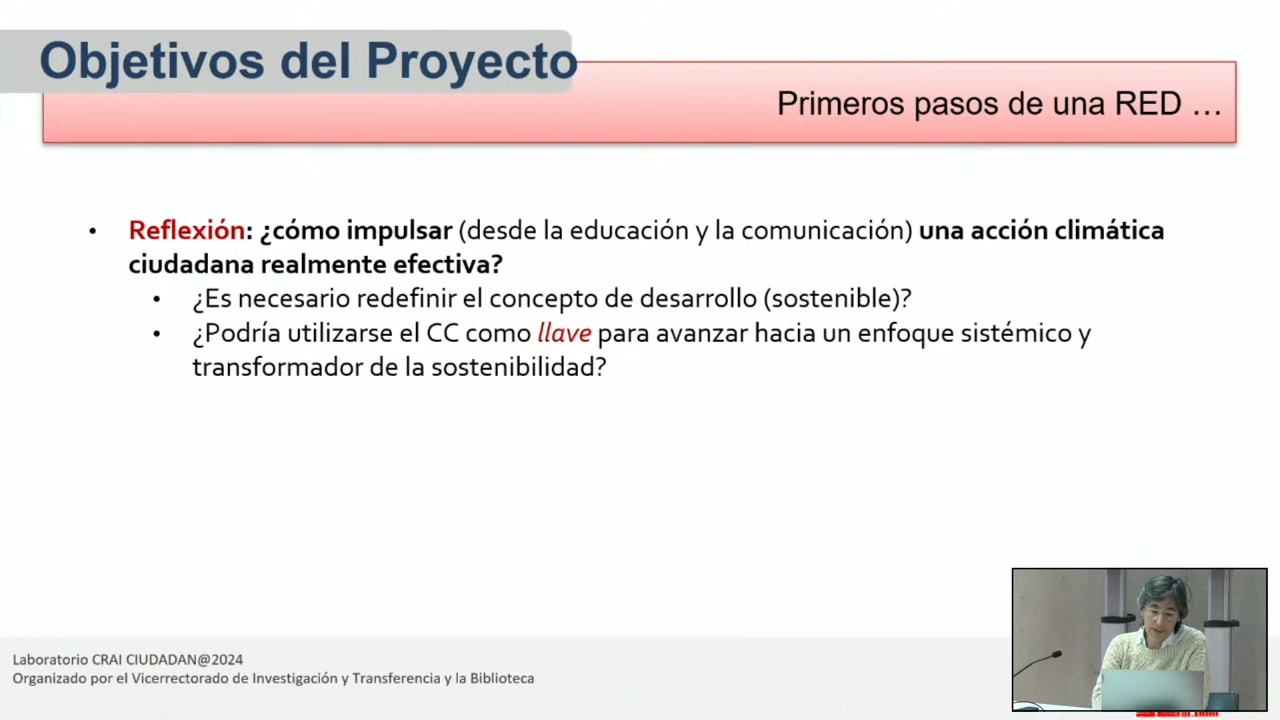 Objetivos del Proyecto
Primeros pasos de una RED ...
• Reflexión: ¿cómo impulsar (desde la educación y la comunicación) una acción climática
ciudadana realmente efectiva?
• ¿Es necesario redefinir el concepto de desarrollo (sostenible)?
• ¿Podría utilizarse el CC como llave para avanzar hacia un enfoque sistémico y
transformador de la sostenibilidad?
Laboratorio CRAI CIUDADAN@2024
Organizado por el Vicerrectorado de Investigación y Transferencia y la Biblioteca